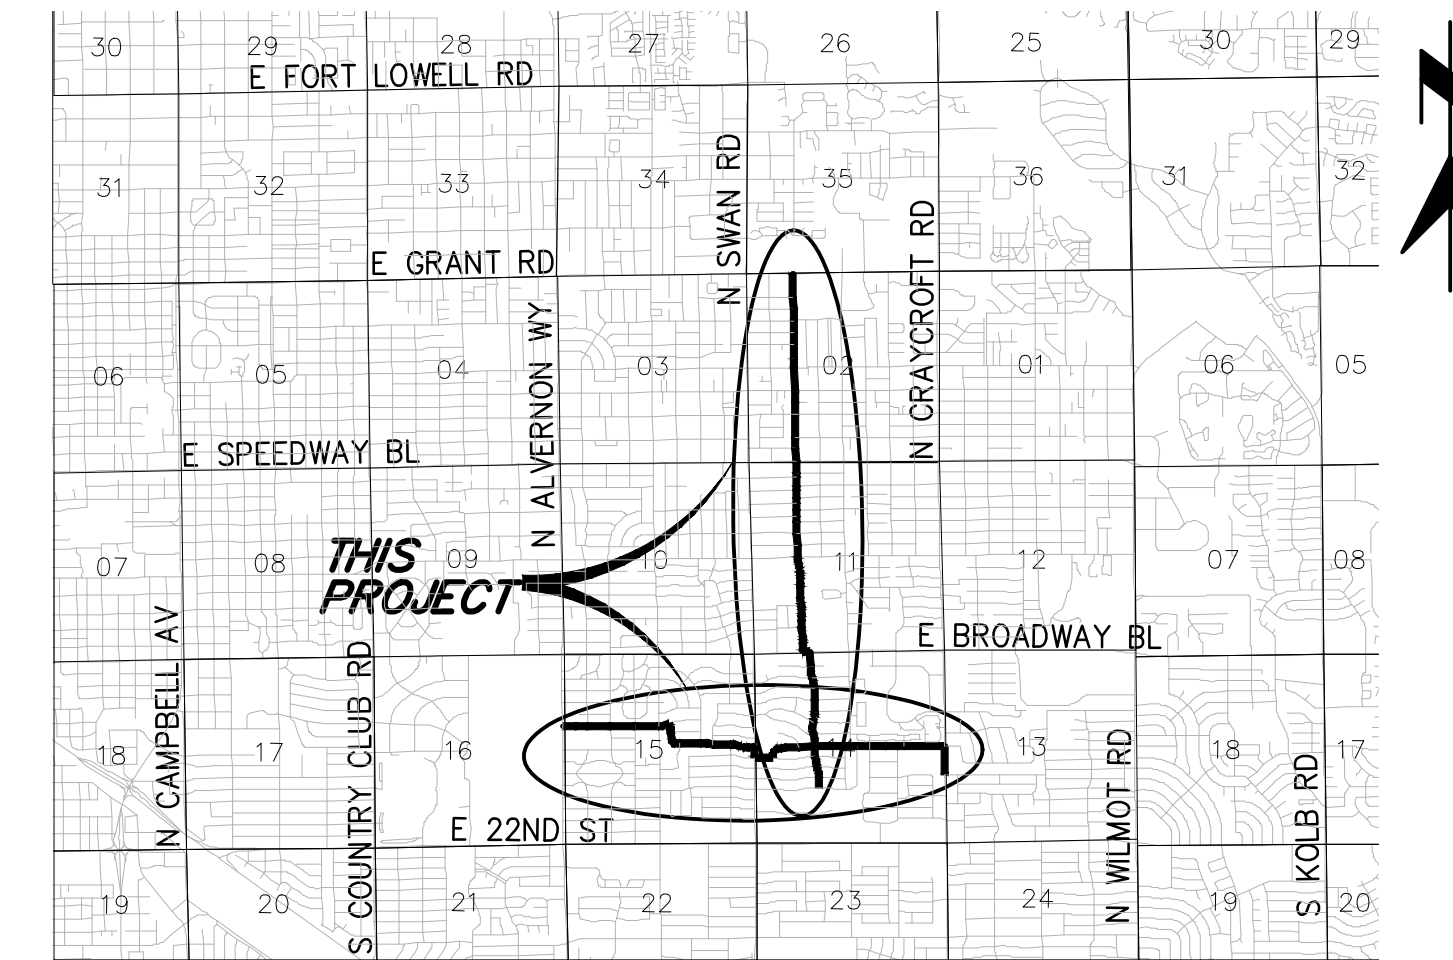 30 29 28 27 26 25 30 29
E FORT LOWELL RD
31 32 33 34 35 36 31 32
N SWAN RD
E GRANT RD
N CRAYCROFT RD
N ALVERNON WY
06 05 04 03 02 01 06 05
E SPEEDWAY BL
THIS
PROJECT
07 08 09 10 11 12 07 08
E BROADWAY BL
N CAMPBELL AV
S COUNTRY CLUB RD
18 17 16 15 14 13 18 17
N WILMOT RD
S KOLB RD
E 22ND ST
19 20 21 22 23 24 19 20